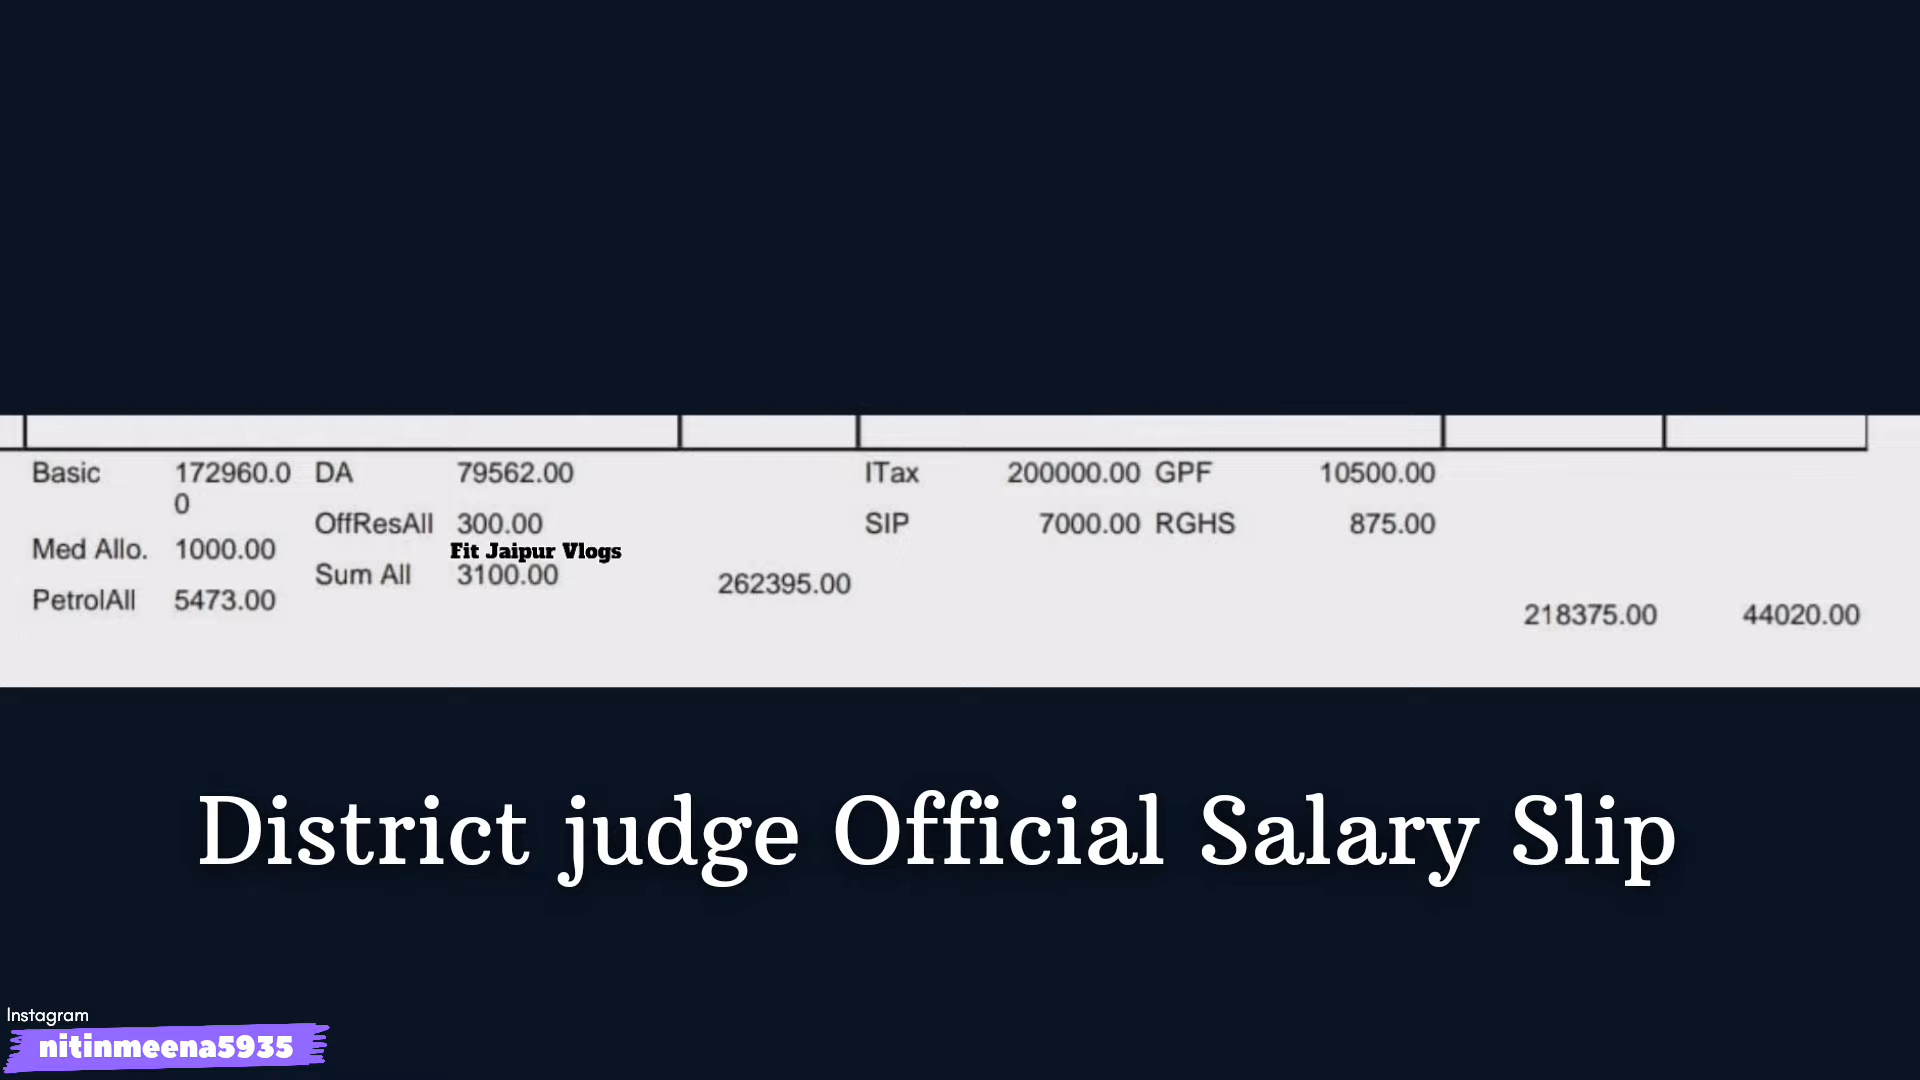 Basic 172960.0 DA 79562.00 ITax 200000.00 GPF 10500.00
0
OffResAll 300.00 SIP 7000.00 RGHS 875.00
Med Allo. 1000.00 Fit Jaipur Vlogs
Sum All 3100.00 262395.00
PetrolAll 5473.00 218375.00 44020.00
District judge Official Salary Slip
Instagram
nitinmeena5935